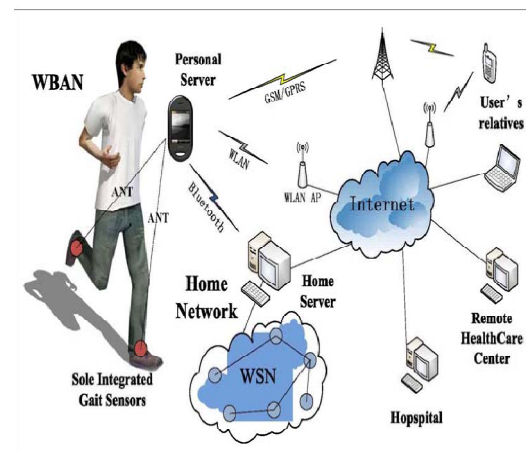 WBAN
Personal
Server
GSM/GPRS
User's
relatives
WLAN
WLAN AP
Internet
ANT
ANT
Bluetooth
Home
Network
Home
Server
Remote
HealthCare
Center
WSN
Sole Integrated
Gait Sensors
Hopspital